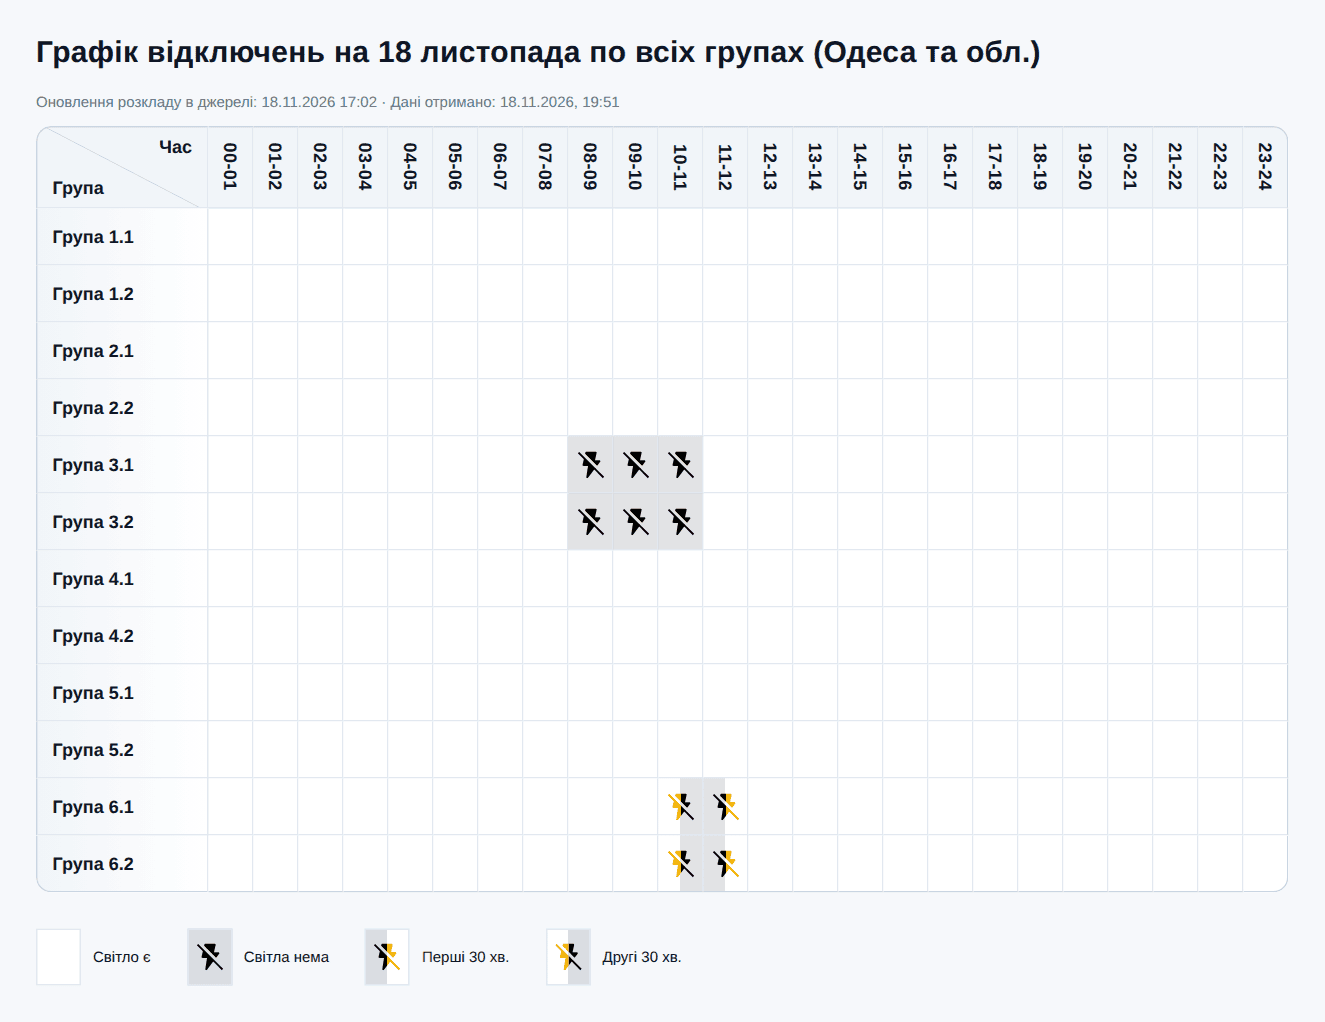 Графік відключень на 18 листопада по всіх групах (Одеса та обл.)
Оновлення розкладу в джерелі: 18.11.2026 17:02 · Дані отримано: 18.11.2026, 19:51
Час
Група
00-01
01-02
02-03
03-04
04-05
05-06
06-07
07-08
08-09
09-10
10-11
11-12
12-13
13-14
14-15
15-16
16-17
17-18
18-19
19-20
20-21
21-22
22-23
23-24
Група 1.1
Група 1.2
Група 2.1
Група 2.2
Група 3.1
Група 3.2
Група 4.1
Група 4.2
Група 5.1
Група 5.2
Група 6.1
Група 6.2
Світло є
Світла нема
Перші 30 хв.
Другі 30 хв.